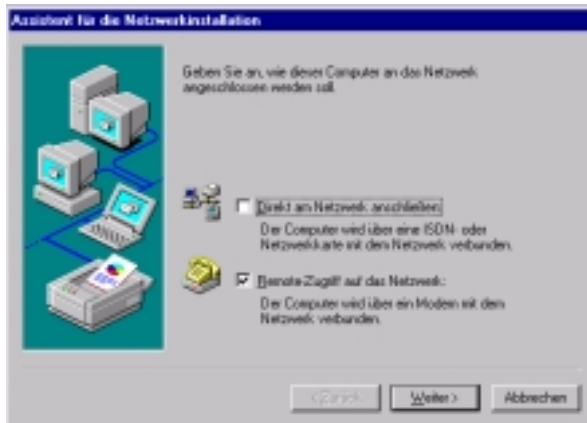 Assistent für die Netzwerkinstallation
Geben Sie an, wie dieser Computer an das Netzwerk
angeschlossen werden soll.
Direkt am Netzwerk anschließen:
Der Computer wird über eine ISDN- oder
Netzwerkkarte mit dem Netzwerk verbunden.
Remote-Zugriff auf das Netzwerk:
Der Computer wird über ein Modem mit dem
Netzwerk verbunden.
< Zurück
Weiter >
Abbrechen